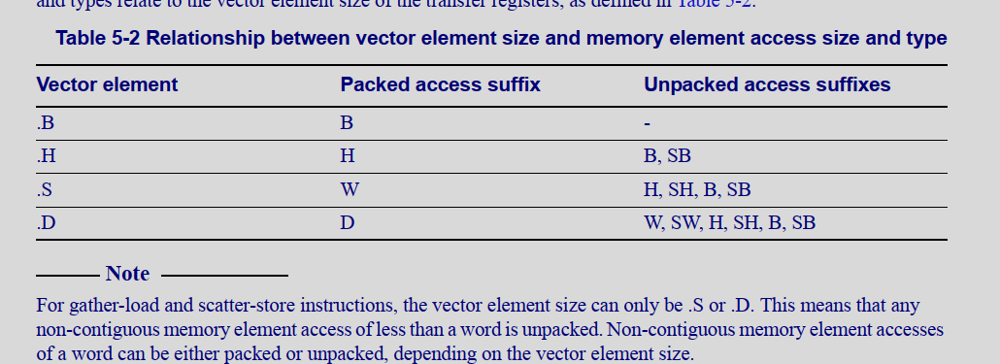 and types relate to the vector element size of the transfer registers, as defined in Table 5-2.
Table 5-2 Relationship between vector element size and memory element access size and type
Vector element Packed access suffix Unpacked access suffixes
.B B -
.H H B, SB
.S W H, SH, B, SB
.D D W, SW, H, SH, B, SB
Note
For gather-load and scatter-store instructions, the vector element size can only be .S or .D. This means that any
non-contiguous memory element access of less than a word is unpacked. Non-contiguous memory element accesses
of a word can be either packed or unpacked, depending on the vector element size.